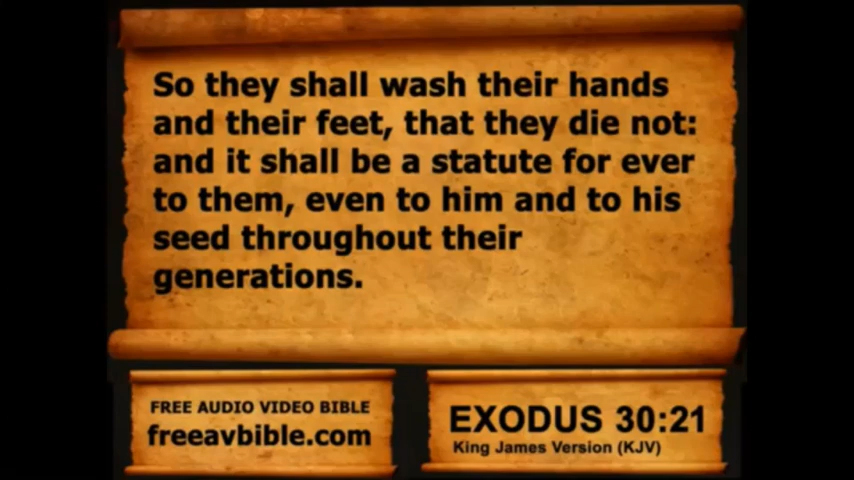 So they shall wash their hands
and their feet, that they die not:
and it shall be a statute for ever
to them, even to him and to his
seed throughout their
generations.
FREE AUDIO VIDEO BIBLE
freeavbible.com
EXODUS 30:21
King James Version (KJV)